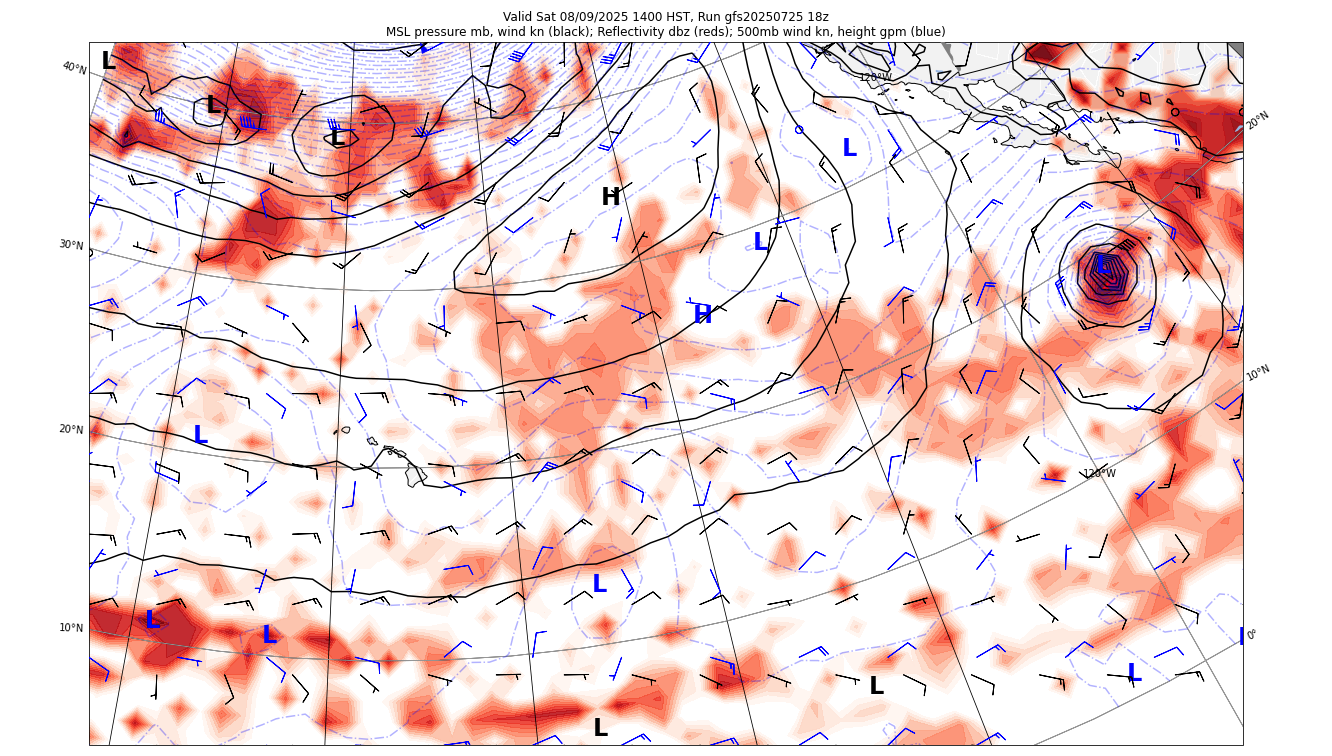 Valid Sat 08/09/2025 1400 HST, Run gfs20250725 18z
MSL pressure mb, wind kn (black); Reflectivity dbz (reds); 500mb wind kn, height gpm (blue)
L
40°N
120°W
L
L
L
20°N
H
L
30°N
L
H
10°N
20°N
L
120°W
L
10°N
L
L
0°
L
L
L